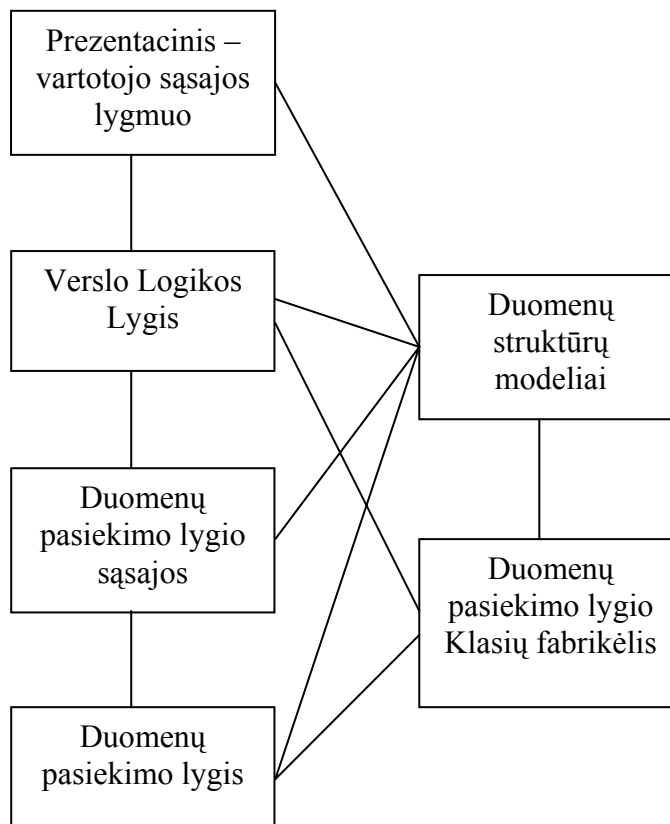 Prezentacinis –
vartotojo sąsajos
lygmuo
Verslo Logikos
Lygis
Duomenų
pasiekimo lygio
sąsajos
Duomenų
pasiekimo lygis
Duomenų
struktūrų
modeliai
Duomenų
pasiekimo lygio
Klasių fabrikėlis